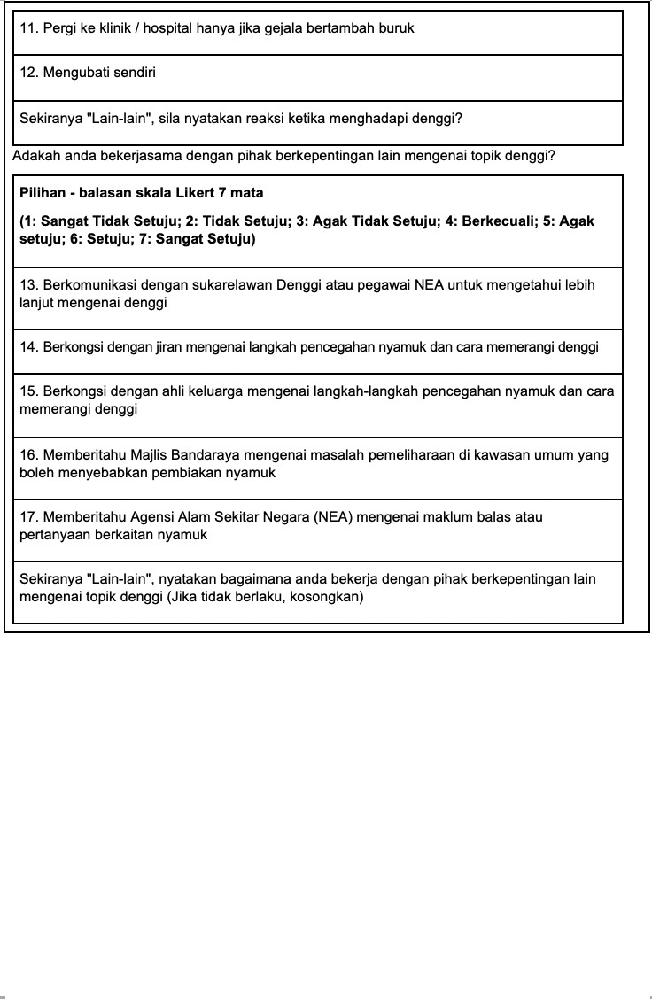 11. Pergi ke klinik / hospital hanya jika gejala bertambah buruk
12. Mengubati sendiri
Sekiranya "Lain-lain", sila nyatakan reaksi ketika menghadapi denggi?
Adakah anda bekerjasama dengan pihak berkepentingan lain mengenai topik denggi?
Pilihan - balasan skala Likert 7 mata
(1: Sangat Tidak Setuju; 2: Tidak Setuju; 3: Agak Tidak Setuju; 4: Berkecuali; 5: Agak
setuju; 6: Setuju; 7: Sangat Setuju)
13. Berkomunikasi dengan sukarelawan Denggi atau pegawai NEA untuk mengetahui lebih
lanjut mengenai denggi
14. Berkongsi dengan jiran mengenai langkah pencegahan nyamuk dan cara memerangi denggi
15. Berkongsi dengan ahli keluarga mengenai langkah-langkah pencegahan nyamuk dan cara
memerangi denggi
16. Memberitahu Majlis Bandaraya mengenai masalah pemeliharaan di kawasan umum yang
boleh menyebabkan pembiakan nyamuk
17. Memberitahu Agensi Alam Sekitar Negara (NEA) mengenai maklum balas atau
pertanyaan berkaitan nyamuk
Sekiranya "Lain-lain", nyatakan bagaimana anda bekerja dengan pihak berkepentingan lain
mengenai topik denggi (Jika tidak berlaku, kosongkan)